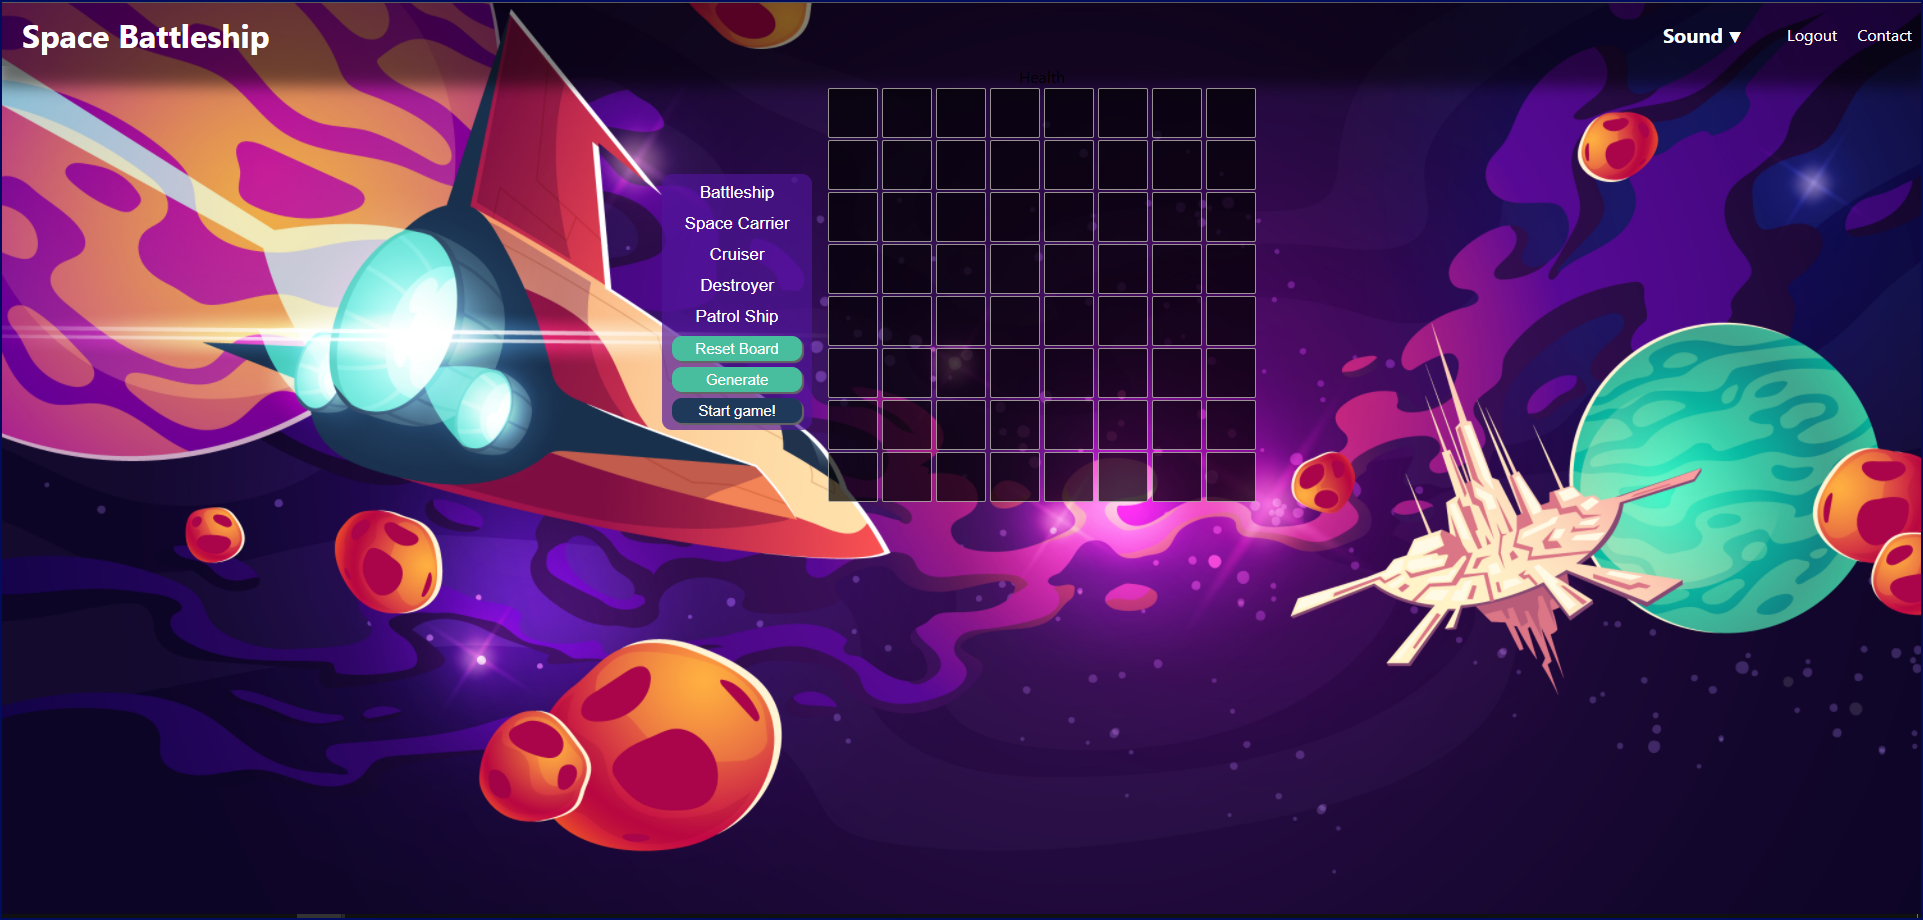 Space Battleship
Sound ▼
Logout
Contact
Health
Battleship
Space Carrier
Cruiser
Destroyer
Patrol Ship
Reset Board
Generate
Start game!